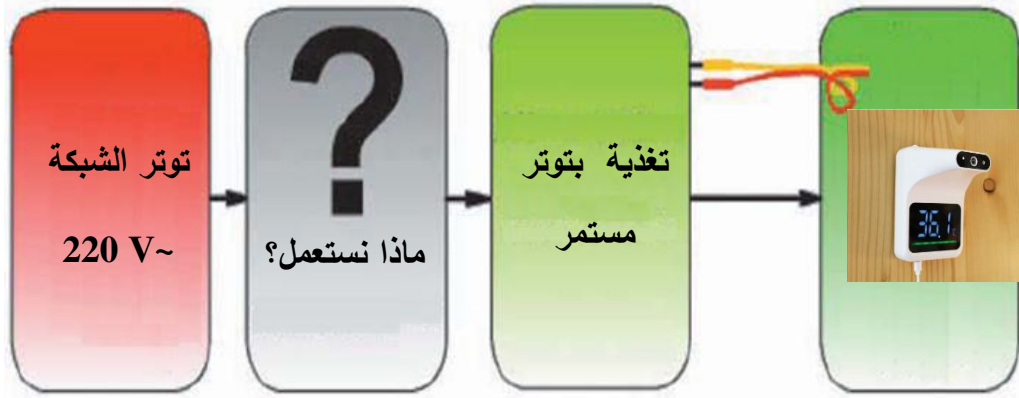 توتر الشبكة
220 V~
?
ماذا نستعمل؟
تغذية بتوتر
مستمر
36.1